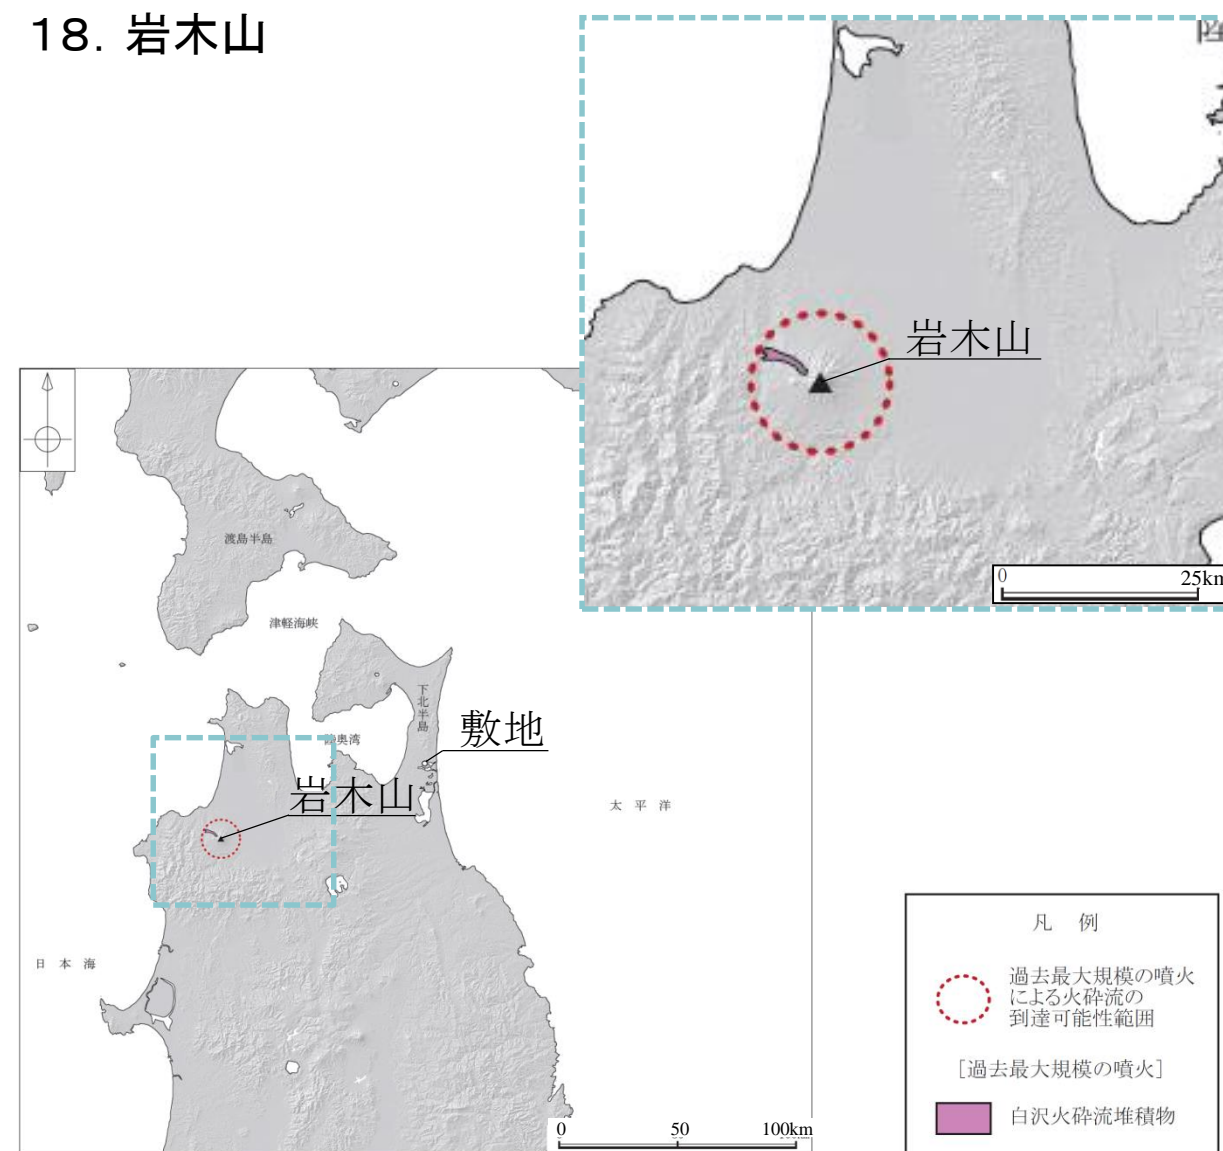 18. 岩木山
岩木山
0 25km
渡島半島
津軽海峡
下北半島
奥湾
敷地
岩木山
太平洋
日本海
0 50 100km
凡例
過去最大規模の噴火
による火砕流の
到達可能性範囲
[過去最大規模の噴火]
白沢火砕流堆積物